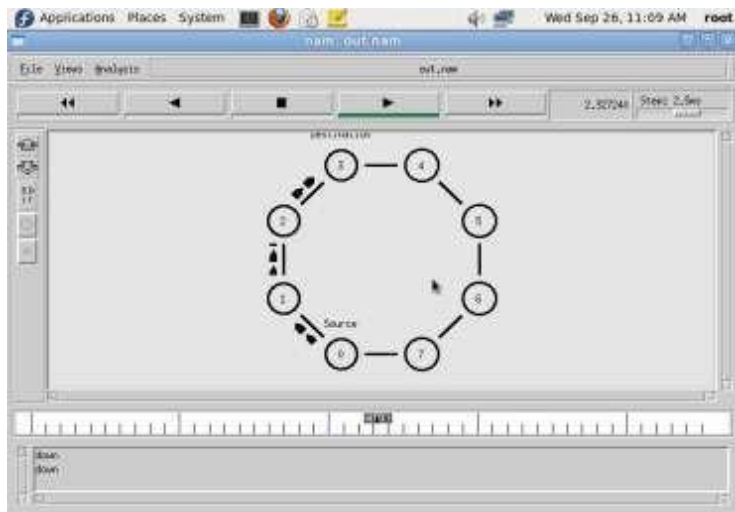 Applications Places System Wed Sep 26, 11:09 AM root
nam: out.nam
File Views Analysis out.nam
2.327244 Step: 2.0ms
Destination
3 4
2 5
1 6
Source
0 7
down
down